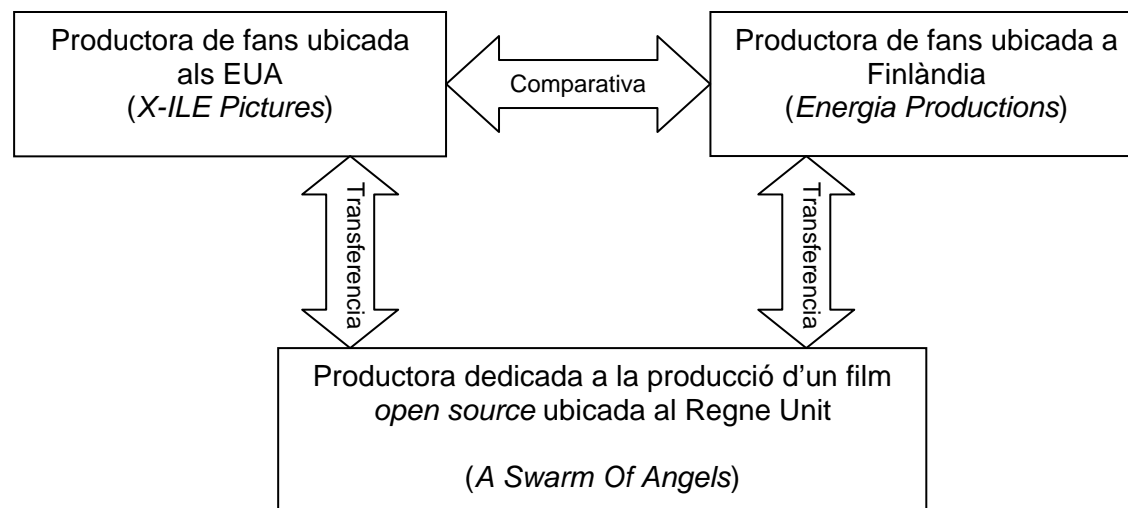 Productora de fans ubicada
als EUA
(X-ILE Pictures)
Comparativa
Productora de fans ubicada a
Finlàndia
(Energia Productions)
Transferencia
Transferencia
Productora dedicada a la producció d'un film
open source ubicada al Regne Unit
(A Swarm Of Angels)